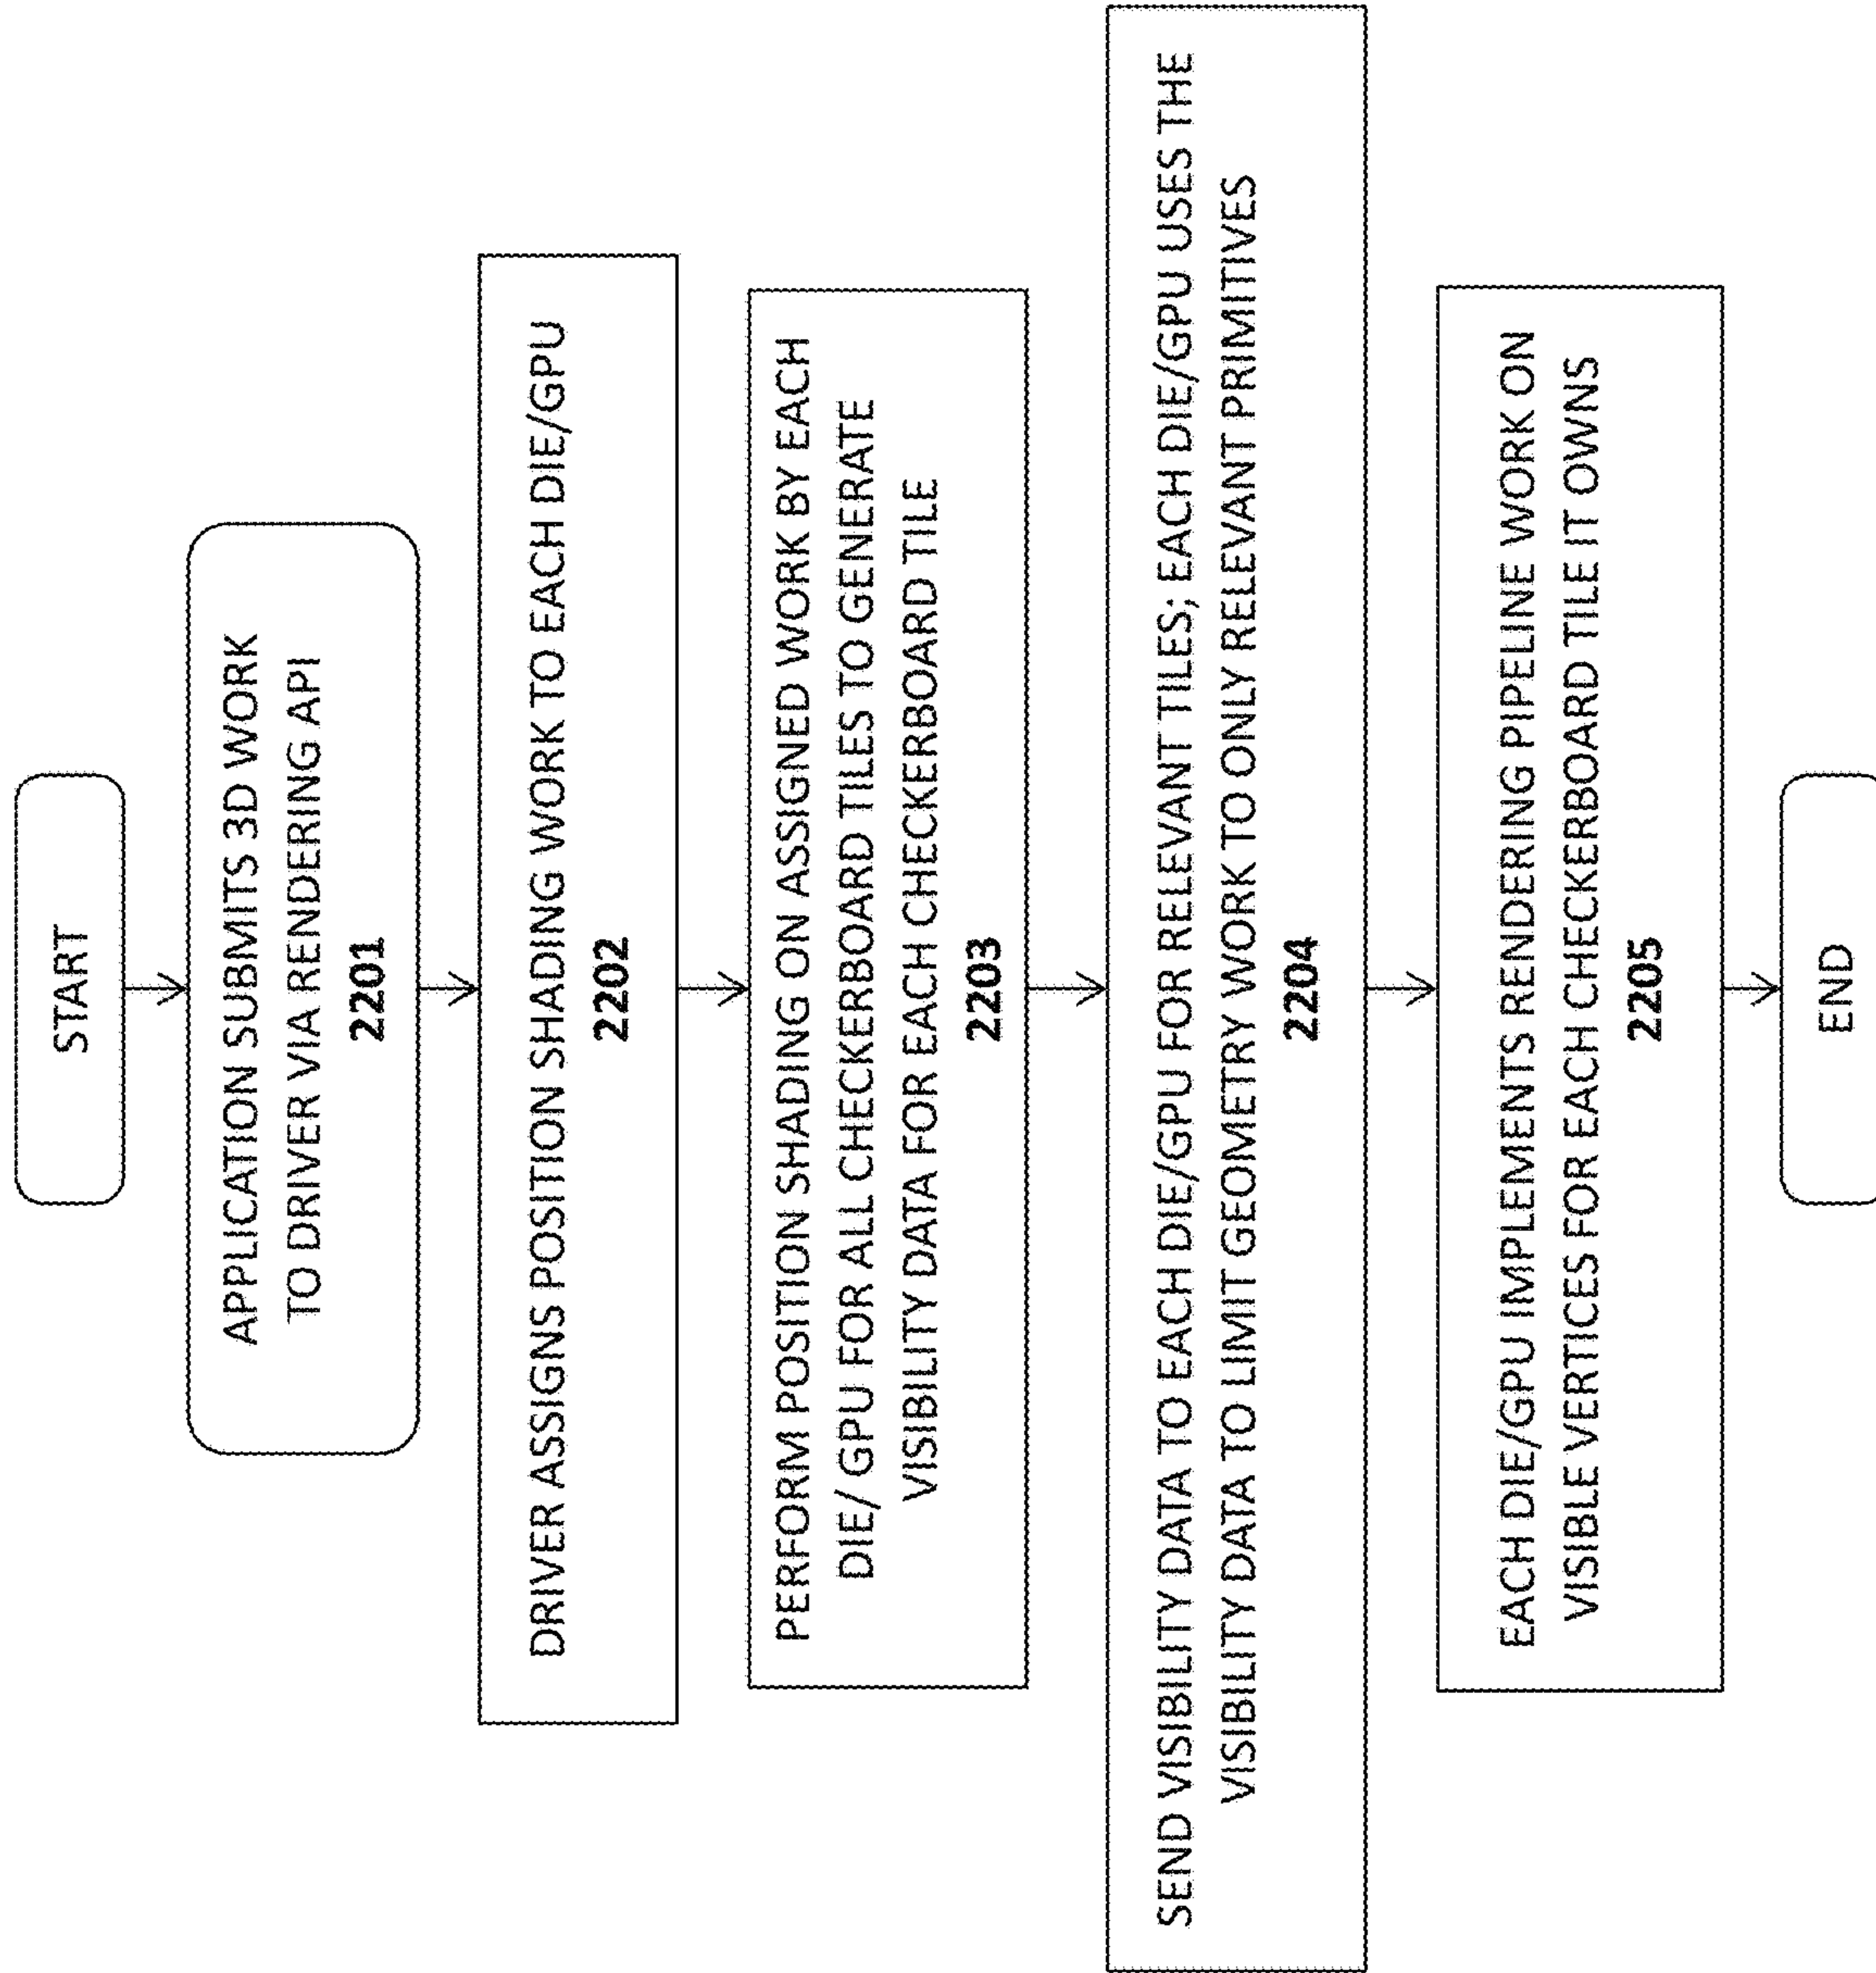 START
APPLICATION SUBMITS 3D WORK
TO DRIVER VIA RENDERING API
2201
DRIVER ASSIGNS POSITION SHADING WORK TO EACH DIE/GPU
2202
PERFORM POSITION SHADING ON ASSIGNED WORK BY EACH
DIE/ GPU FOR ALL CHECKERBOARD TILES TO GENERATE
VISIBILITY DATA FOR EACH CHECKERBOARD TILE
2203
SEND VISIBILITY DATA TO EACH DIE/GPU FOR RELEVANT TILES; EACH DIE/GPU USES THE
VISIBILITY DATA TO LIMIT GEOMETRY WORK TO ONLY RELEVANT PRIMITIVES
2204
EACH DIE/GPU IMPLEMENTS RENDERING PIPELINE WORK ON
VISIBLE VERTICES FOR EACH CHECKERBOARD TILE IT OWNS
2205
END